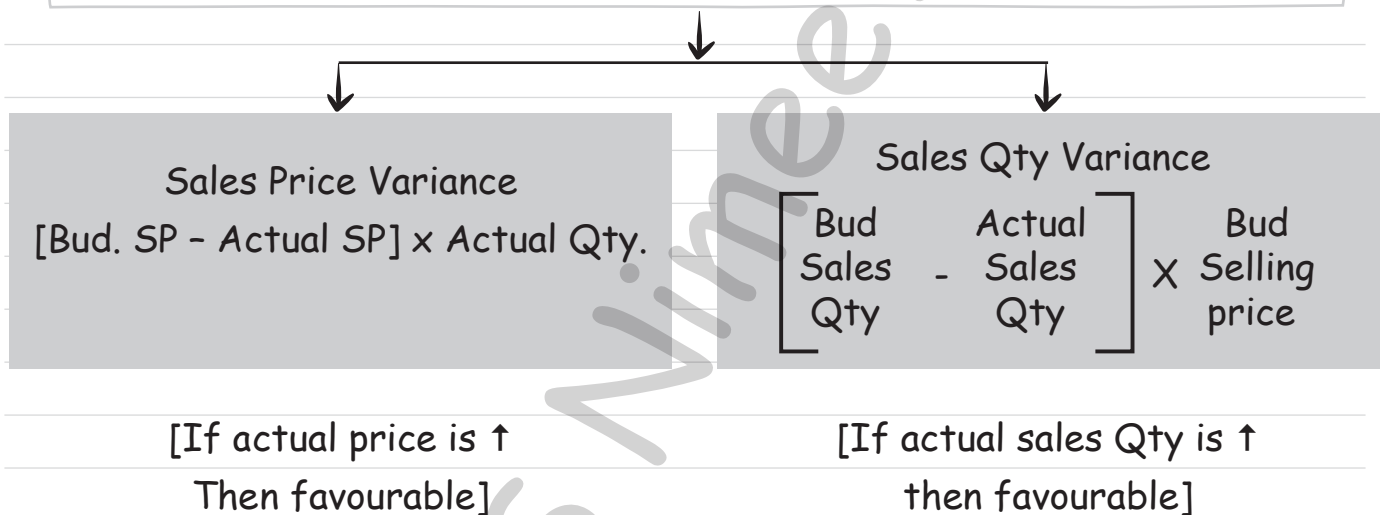 Sales Price Variance
[Bud. SP – Actual SP] x Actual Qty.
Sales Qty Variance
Bud Actual Bud
Sales - Sales X Selling
Qty Qty price
[If actual price is ↑
Then favourable]
[If actual sales Qty is ↑
then favourable]